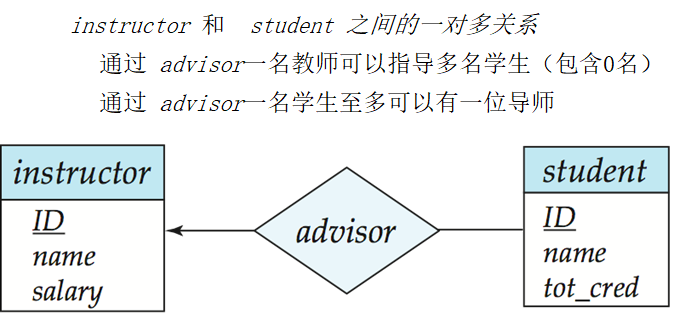 instructor 和 student 之间的一对多关系
通过 advisor一名教师可以指导多名学生（包含0名）
通过 advisor一名学生至多可以有一位导师
instructor
ID
name
salary
advisor
student
ID
name
tot_cred